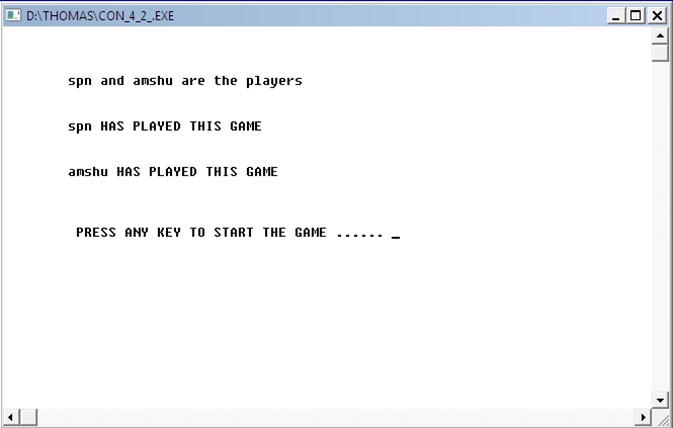 D:\THOMAS\CON_4_2_.EXE
spn and amshu are the players
spn HAS PLAYED THIS GAME
amshu HAS PLAYED THIS GAME
PRESS ANY KEY TO START THE GAME ...... _